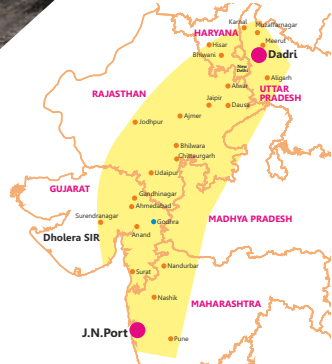 Karnal
Muzaffarnagar
HARYANA
Hisar
Meerut
Bhiwani
Dadri
New
Delhi
Aligarh
Alwar
UTTAR
PRADESH
RAJASTHAN
Jaipur
Dausa
Ajmer
Jodhpur
Bhilwara
Chataurgarh
Udaipur
GUJARAT
Gandhinagar
Ahmedabad
Surendranagar
Godhra
MADHYA PRADESH
Anand
Dholera SIR
Nandurbar
Surat
Nashik
MAHARASHTRA
J.N.Port
Pune